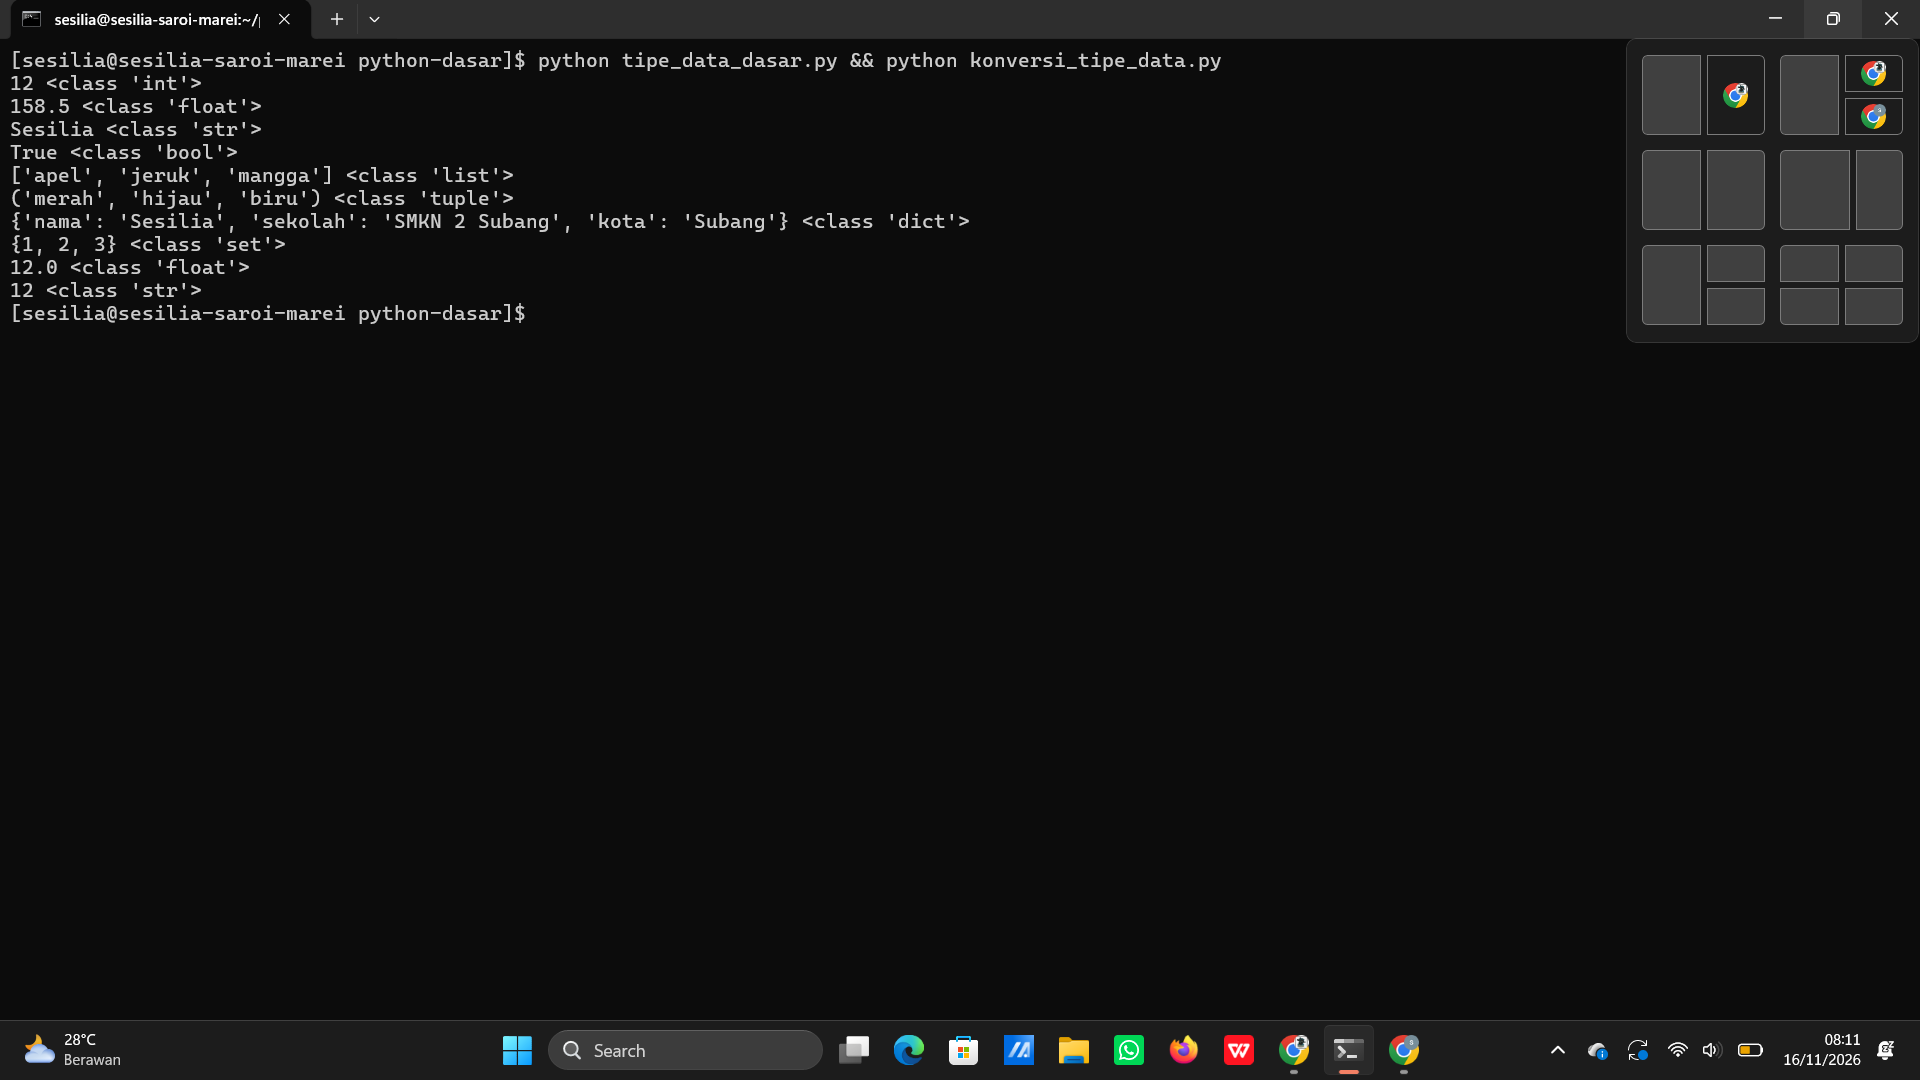 sesilia@sesilia-saroi-marei:~/
[sesilia@sesilia-saroi-marei python-dasar]$ python tipe_data_dasar.py && python konversi_tipe_data.py
12 <class 'int'>
158.5 <class 'float'>
Sesilia <class 'str'>
True <class 'bool'>
['apel', 'jeruk', 'mangga'] <class 'list'>
('merah', 'hijau', 'biru') <class 'tuple'>
{'nama': 'Sesilia', 'sekolah': 'SMKN 2 Subang', 'kota': 'Subang'} <class 'dict'>
{1, 2, 3} <class 'set'>
12.0 <class 'float'>
12 <class 'str'>
[sesilia@sesilia-saroi-marei python-dasar]$
28°C
Berawan
Search
08:11
16/11/2026